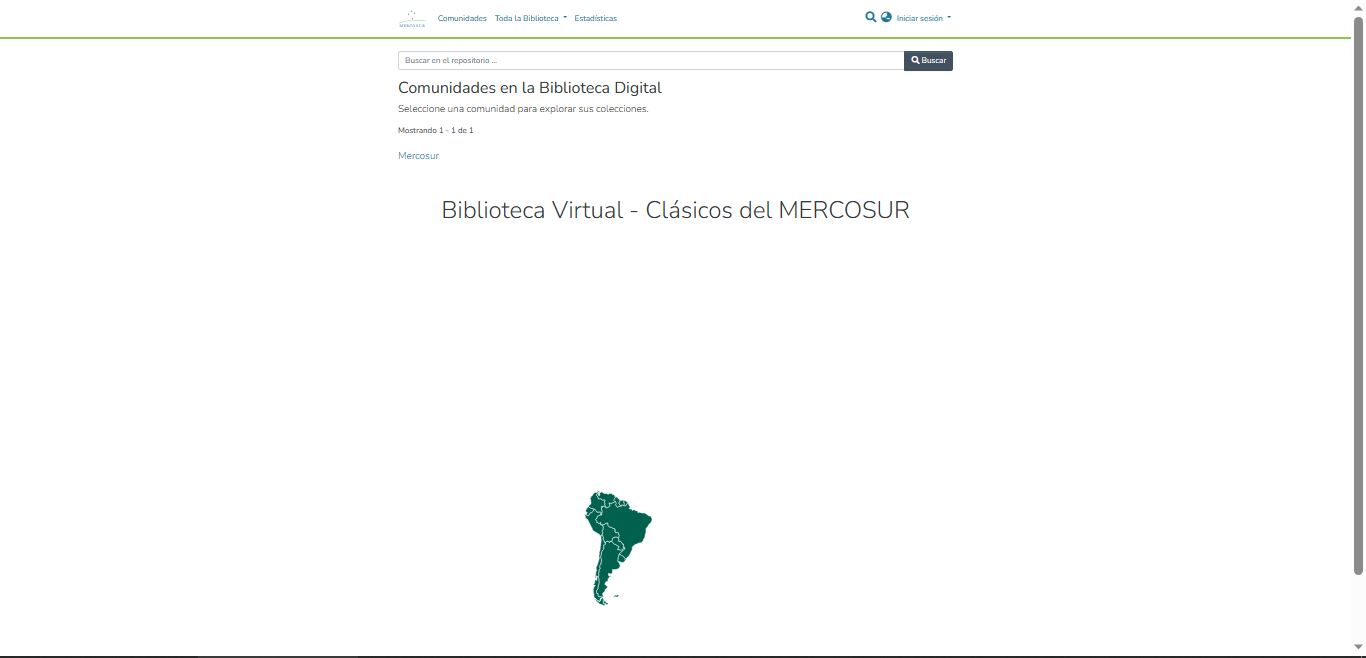 MERCOSUR
Comunidades Toda la Biblioteca Estadísticas Iniciar sesión
Buscar en el repositorio ... Buscar
Comunidades en la Biblioteca Digital
Seleccione una comunidad para explorar sus colecciones.
Mostrando 1 - 1 de 1
Mercosur
Biblioteca Virtual - Clásicos del MERCOSUR